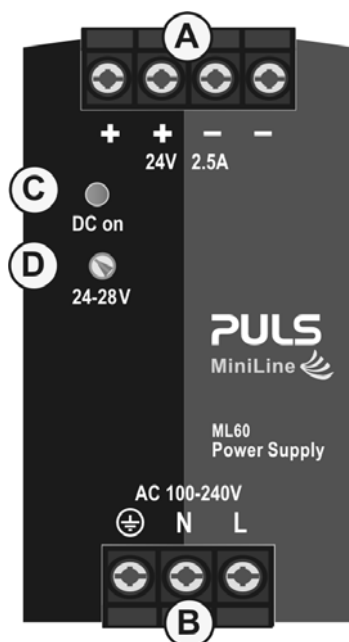 A
+ + − −
24V 2.5A
C
DC on
D
24-28V
PULS
MiniLine
ML60
Power Supply
AC 100-240V
N L
B